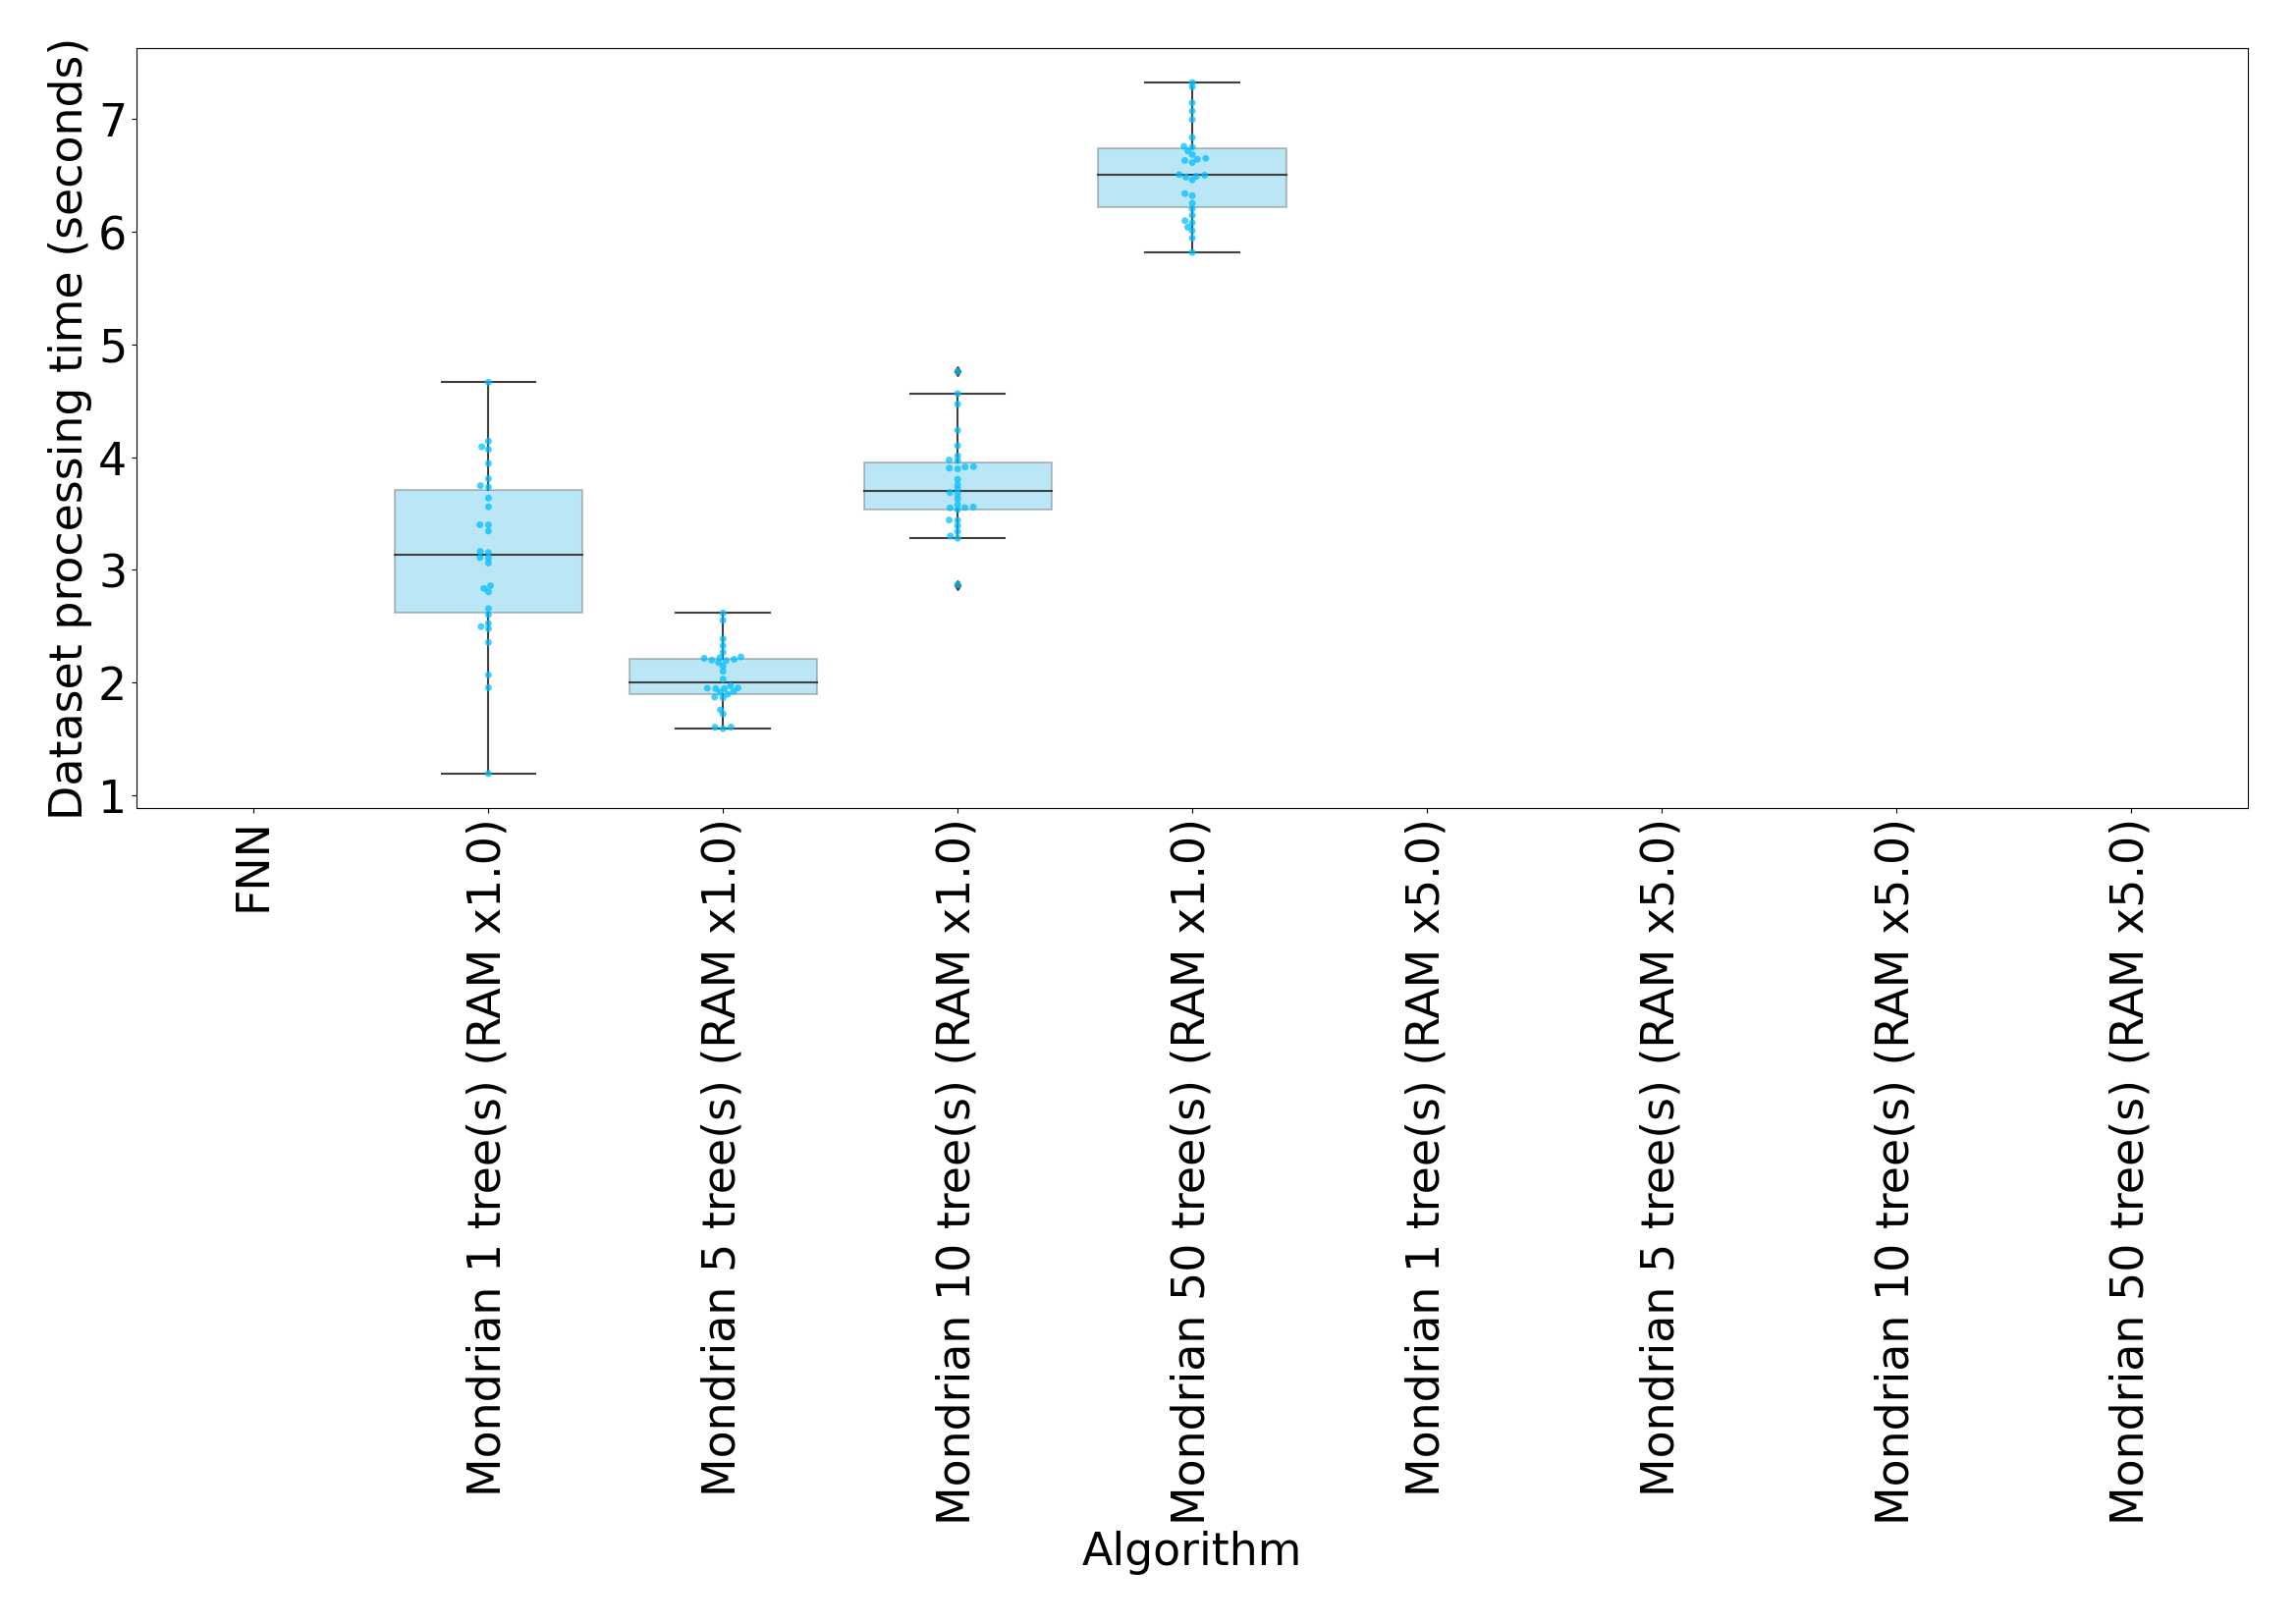 Dataset processing time (seconds)
7
6
5
4
3
2
1
FNN
Mondrian 1 tree(s) (RAM x1.0)
Mondrian 5 tree(s) (RAM x1.0)
Mondrian 10 tree(s) (RAM x1.0)
Mondrian 50 tree(s) (RAM x1.0)
Mondrian 1 tree(s) (RAM x5.0)
Mondrian 5 tree(s) (RAM x5.0)
Mondrian 10 tree(s) (RAM x5.0)
Mondrian 50 tree(s) (RAM x5.0)
Algorithm